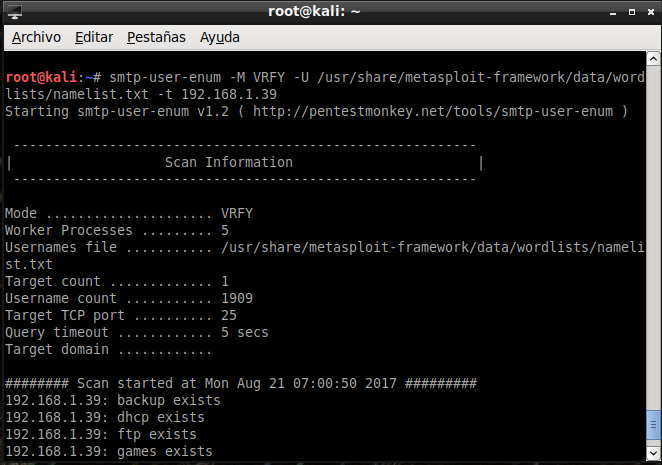 root@kali: ~
Archivo Editar Pestañas Ayuda
root@kali:~# smtp-user-enum -M VRFY -U /usr/share/metasploit-framework/data/word
lists/namelist.txt -t 192.168.1.39
Starting smtp-user-enum v1.2 ( http://pentestmonkey.net/tools/smtp-user-enum )
----------------------------------------------------------
| Scan Information |
----------------------------------------------------------
Mode ..................... VRFY
Worker Processes ......... 5
Usernames file ........... /usr/share/metasploit-framework/data/wordlists/nameli
st.txt
Target count ............. 1
Username count ........... 1909
Target TCP port .......... 25
Query timeout ............ 5 secs
Target domain ............
######## Scan started at Mon Aug 21 07:00:50 2017 #########
192.168.1.39: backup exists
192.168.1.39: dhcp exists
192.168.1.39: ftp exists
192.168.1.39: games exists